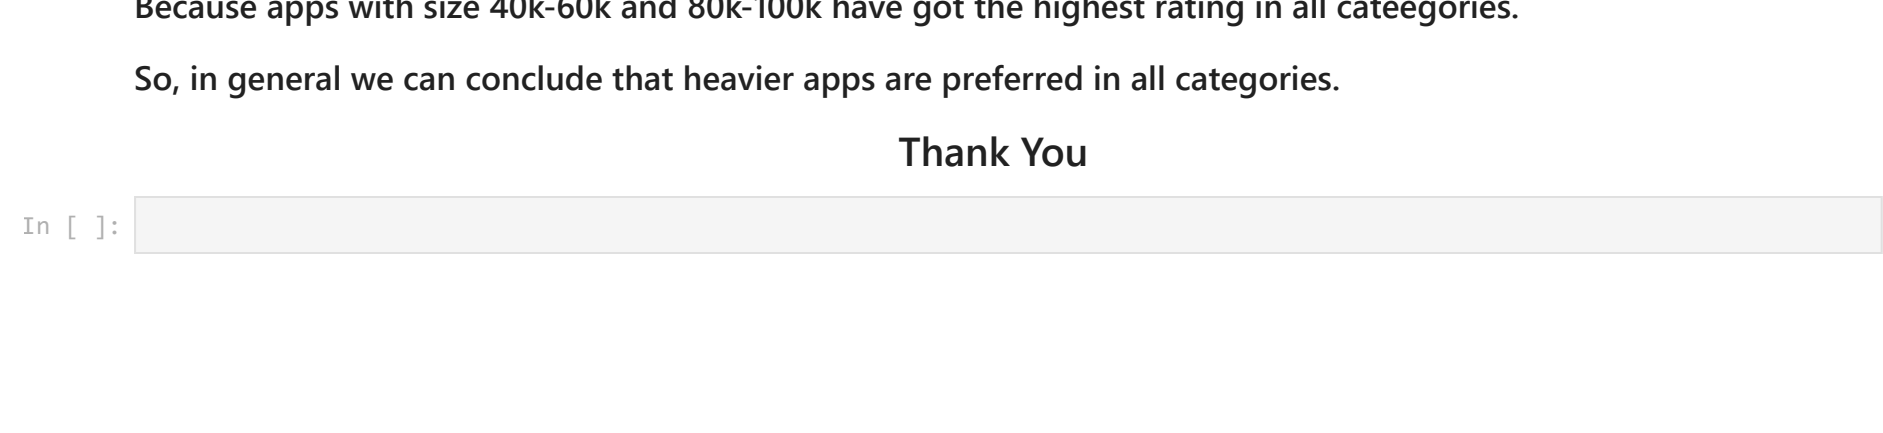 Because apps with size 40k-60k and 80k-100k have got the highest rating in all cateegories.
So, in general we can conclude that heavier apps are preferred in all categories.
Thank You
In [ ]: